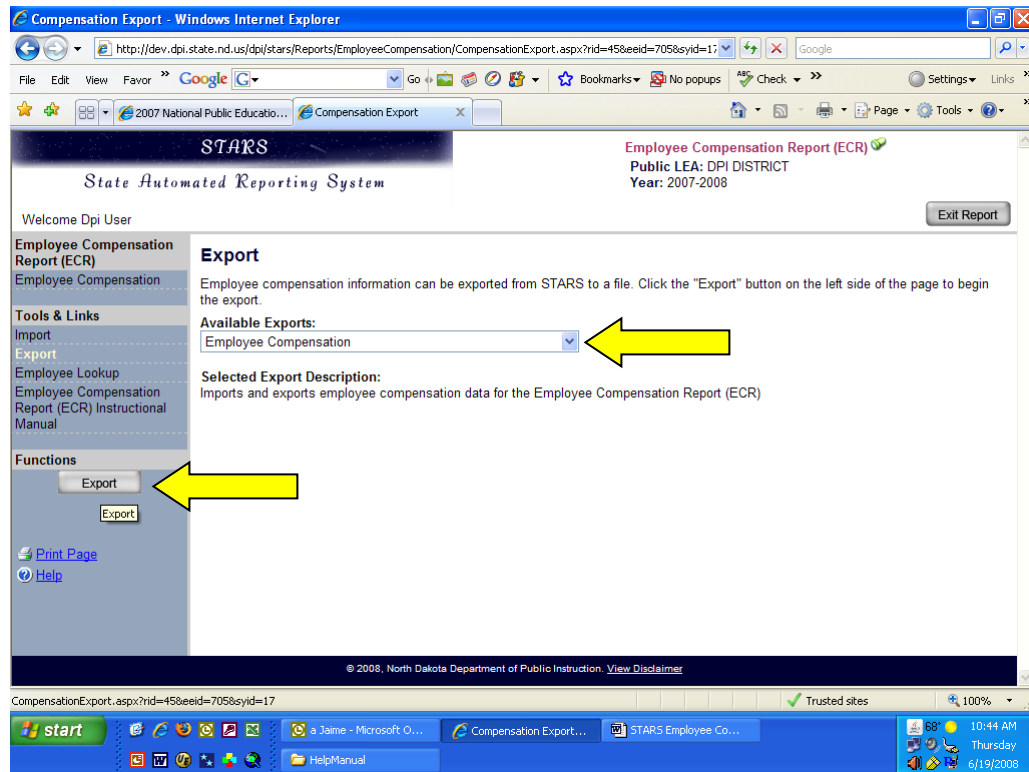 Compensation Export - Windows Internet Explorer
http://dev.dpi.state.nd.us/dpi/stars/Reports/EmployeeCompensation/CompensationExport.aspx?rid=45&eeid=705&syid=17
Google
File Edit View Favor » Google G Go Bookmarks No popups ABC Check » Settings Links »
2007 National Public Educatio... Compensation Export X Page Tools »
STARS
State Automated Reporting System
Employee Compensation Report (ECR)
Public LEA: DPI DISTRICT
Year: 2007-2008
Welcome Dpi User
Exit Report
Employee Compensation
Report (ECR)
Employee Compensation
Tools & Links
Import
Export
Employee Lookup
Employee Compensation
Report (ECR) Instructional
Manual
Functions
Export
Export
Print Page
Help
Export
Employee compensation information can be exported from STARS to a file. Click the "Export" button on the left side of the page to begin
the export.
Available Exports:
Employee Compensation
Selected Export Description:
Imports and exports employee compensation data for the Employee Compensation Report (ECR)
© 2008, North Dakota Department of Public Instruction. View Disclaimer
CompensationExport.aspx?rid=45&eeid=705&syid=17
Trusted sites
100%
start
a Jaime - Microsoft O...
Compensation Export...
STARS Employee Co...
HelpManual
68°
10:44 AM
Thursday
6/19/2008